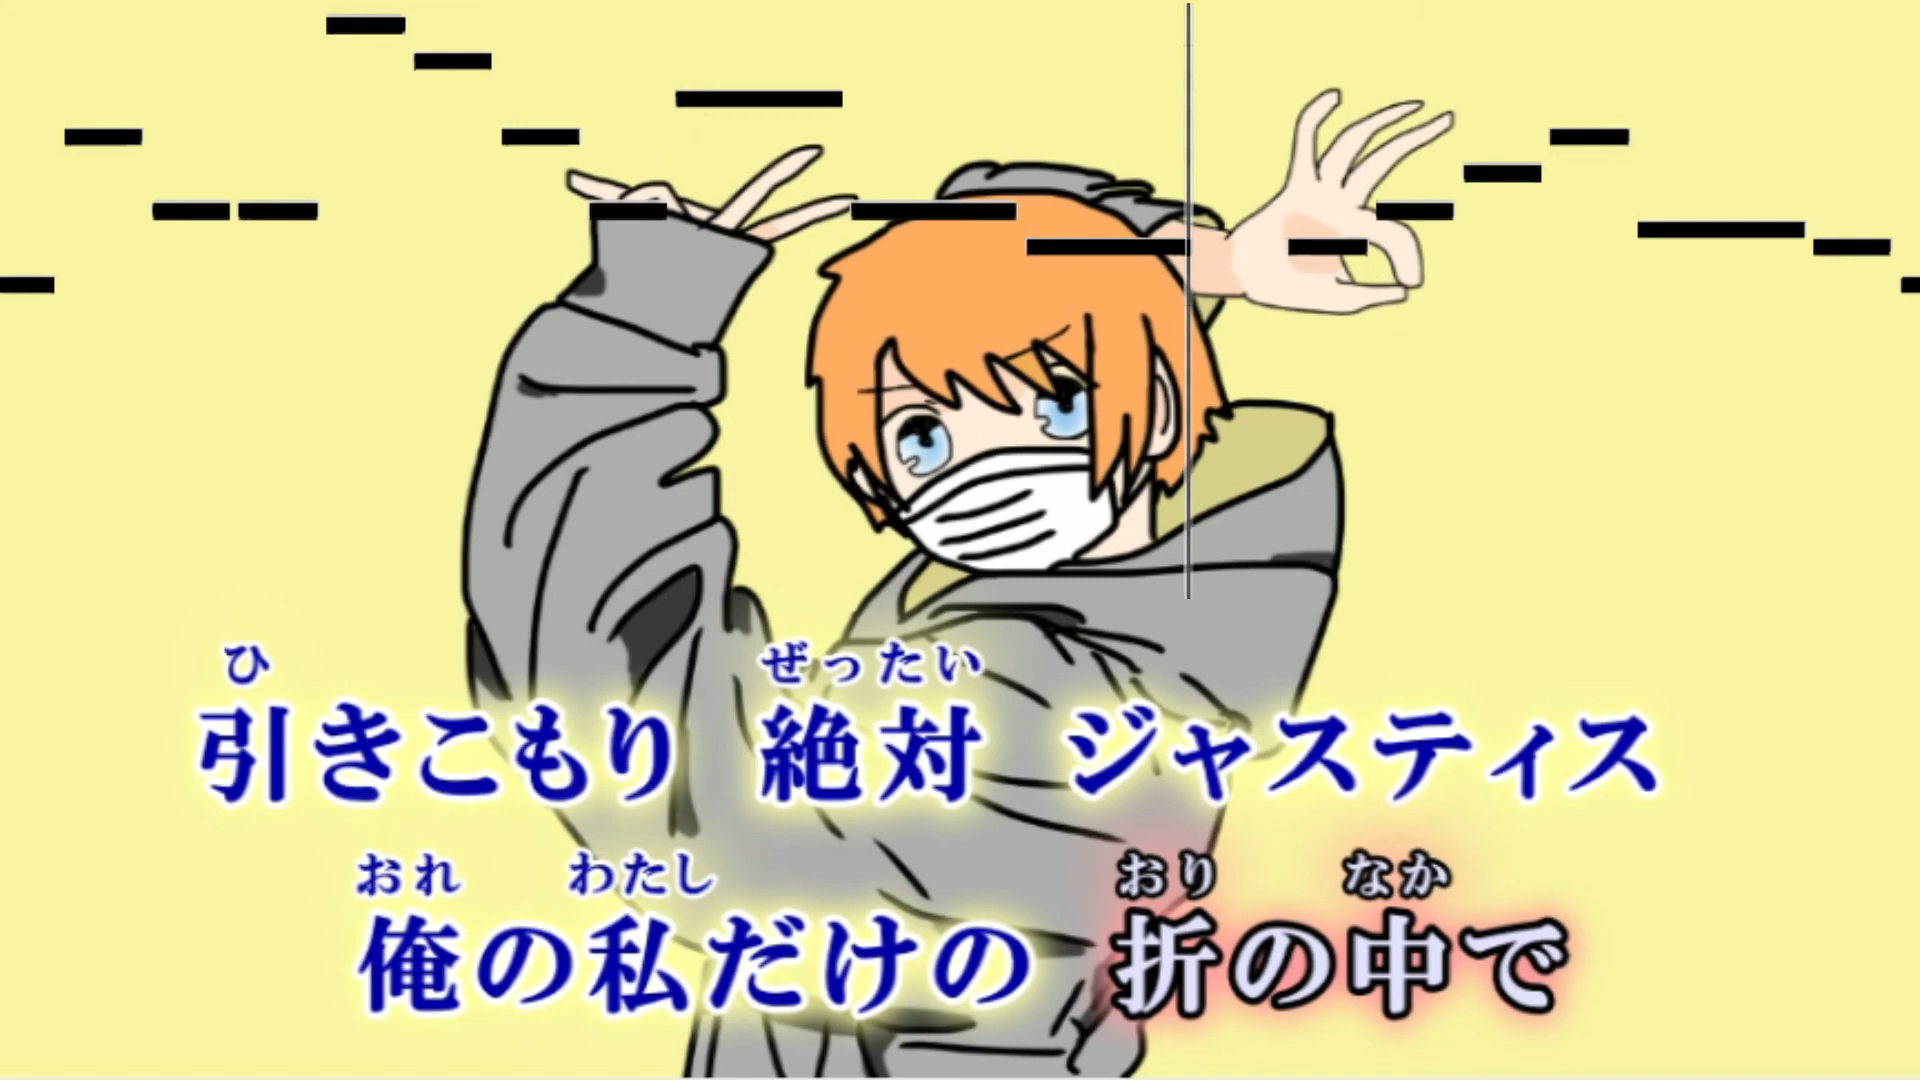 ひ ぜったい
引きこもり 絶対 ジャスティス
おれ わたし おり なか
俺の私だけの 折の中で